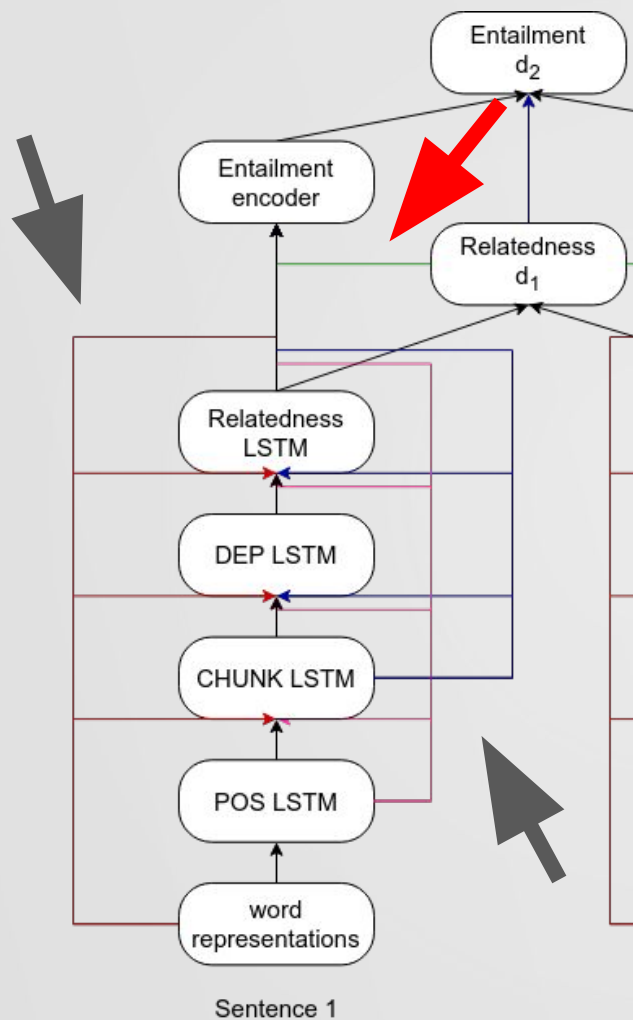 Entailment
d2
Entailment
encoder
Relatedness
d1
Relatedness
LSTM
DEP LSTM
CHUNK LSTM
POS LSTM
word
representations
Sentence 1